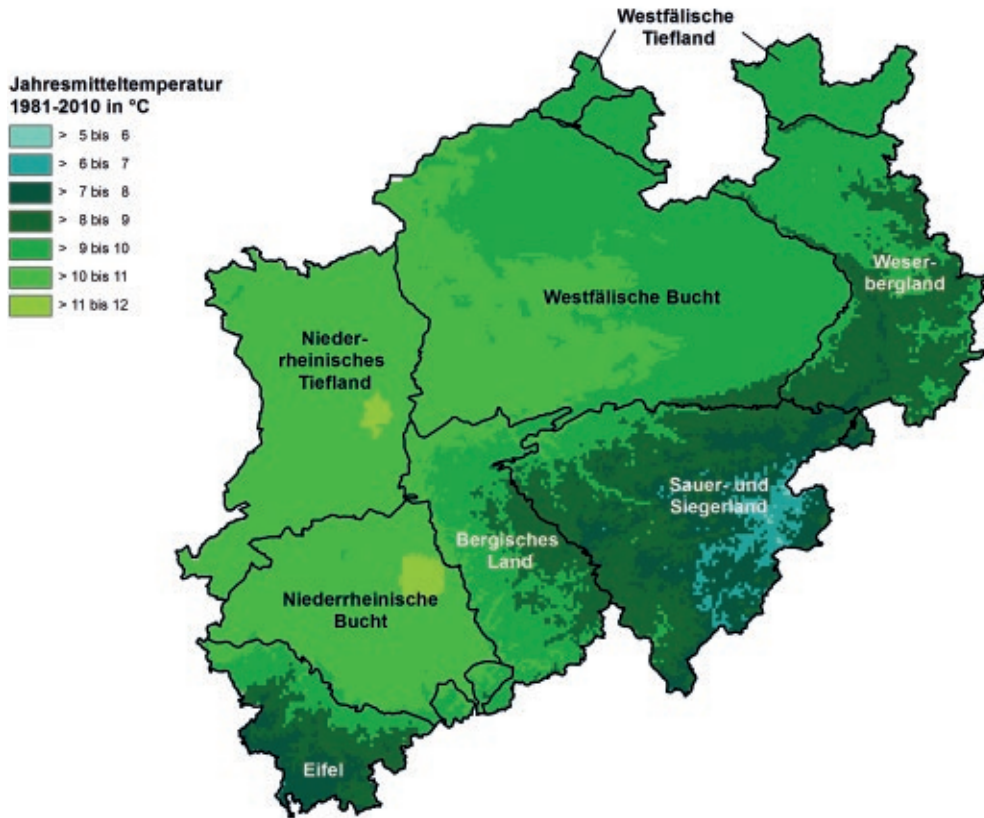 Westfälische
Tiefland
Jahresmitteltemperatur
1981-2010 in °C
> 5 bis 6
> 6 bis 7
> 7 bis 8
> 8 bis 9
> 9 bis 10
> 10 bis 11
> 11 bis 12
Weser-
bergland
Westfälische Bucht
Nieder-
rheinisches
Tiefland
Sauer- und
Siegerland
Bergisches
Land
Niederrheinische
Bucht
Eifel